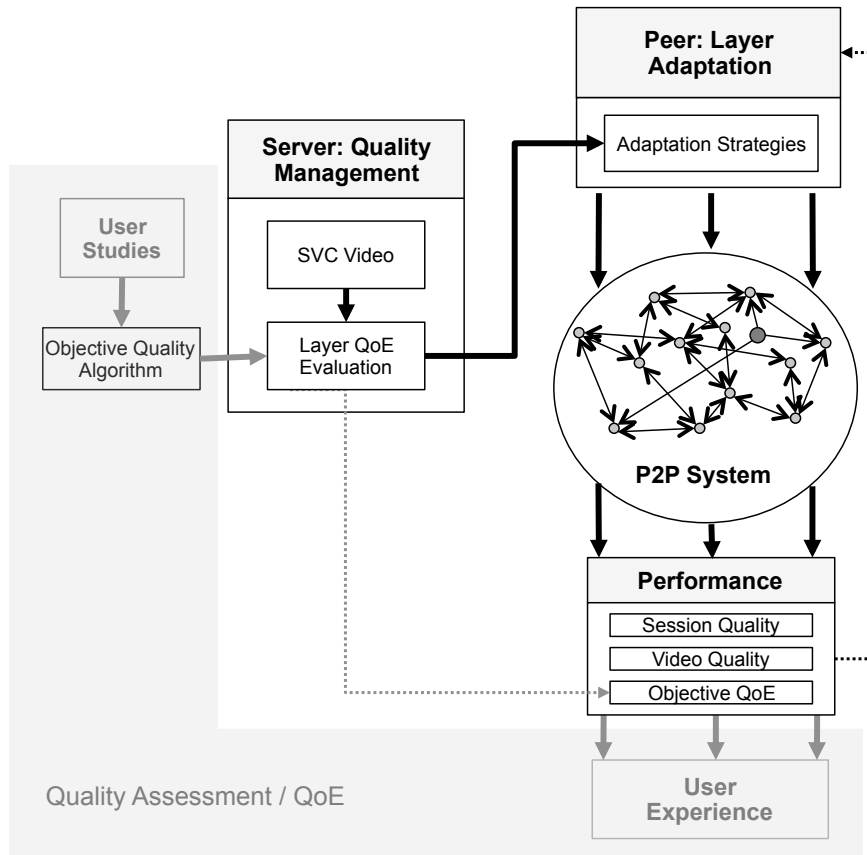 Peer: Layer
Adaptation
Adaptation Strategies
Server: Quality
Management
SVC Video
Layer QoE
Evaluation
User
Studies
Objective Quality
Algorithm
P2P System
Performance
Session Quality
Video Quality
Objective QoE
User
Experience
Quality Assessment / QoE